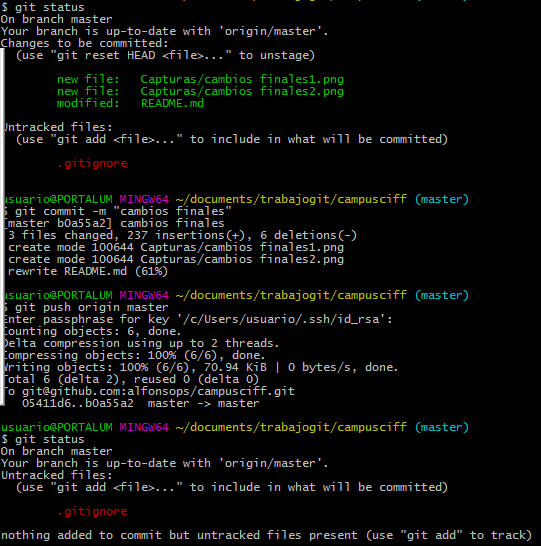 $ git status
On branch master
Your branch is up-to-date with 'origin/master'.
Changes to be committed:
  (use "git reset HEAD <file>..." to unstage)
        new file:   Capturas/cambios finales1.png
        new file:   Capturas/cambios finales2.png
        modified:   README.md
Untracked files:
  (use "git add <file>..." to include in what will be committed)
        .gitignore
usuario@PORTALUM MINGW64 ~/documents/trabajogit/campusciff (master)
$ git commit -m "cambios finales"
[master b0a55a2] cambios finales
 3 files changed, 237 insertions(+), 6 deletions(-)
 create mode 100644 Capturas/cambios finales1.png
 create mode 100644 Capturas/cambios finales2.png
 rewrite README.md (61%)
usuario@PORTALUM MINGW64 ~/documents/trabajogit/campusciff (master)
$ git push origin master
Enter passphrase for key '/c/Users/usuario/.ssh/id_rsa':
Counting objects: 6, done.
Delta compression using up to 2 threads.
Compressing objects: 100% (6/6), done.
Writing objects: 100% (6/6), 70.94 KiB | 0 bytes/s, done.
Total 6 (delta 2), reused 0 (delta 0)
To git@github.com:alfonsops/campusciff.git
   05411d6..b0a55a2  master -> master
usuario@PORTALUM MINGW64 ~/documents/trabajogit/campusciff (master)
$ git status
On branch master
Your branch is up-to-date with 'origin/master'.
Untracked files:
  (use "git add <file>..." to include in what will be committed)
        .gitignore
nothing added to commit but untracked files present (use "git add" to track)